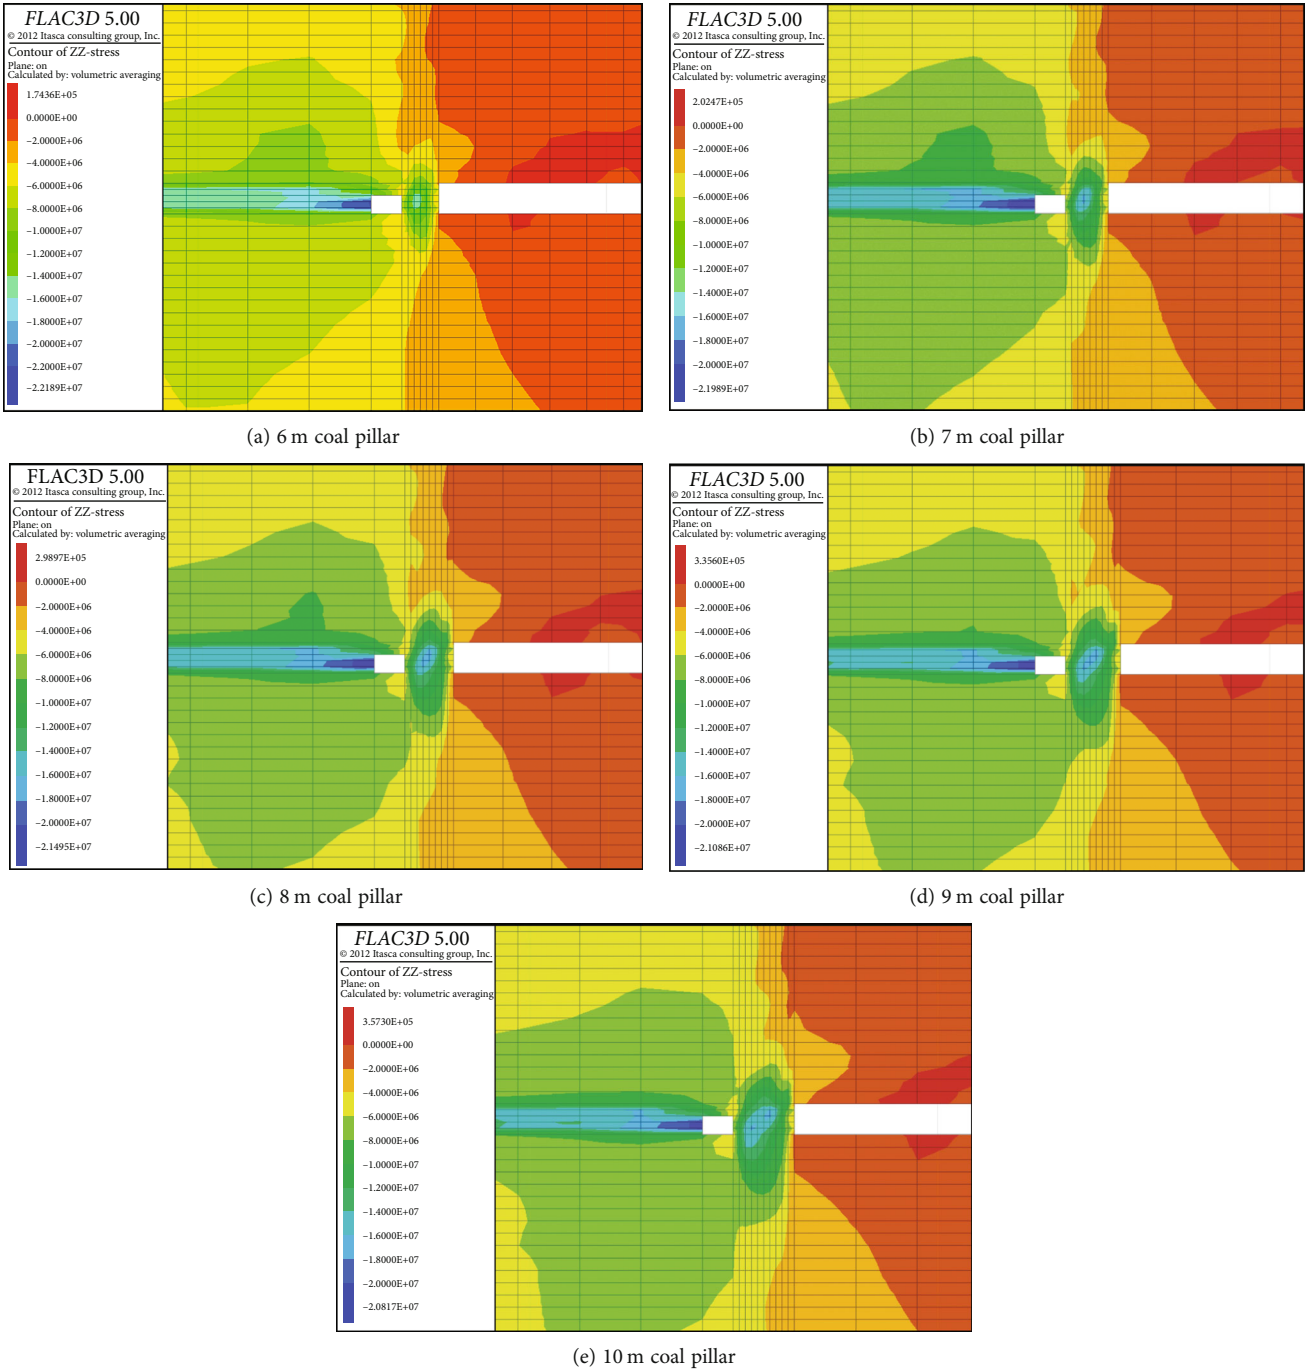 FLAC3D 5.00
© 2012 Itasca consulting group, Inc.
Contour of ZZ-stress
Plane: on
Calculated by: volumetric averaging
1.7436E+05
0.0000E+00
–2.0000E+06
–4.0000E+06
–6.0000E+06
–8.0000E+06
–1.0000E+07
–1.2000E+07
–1.4000E+07
–1.6000E+07
–1.8000E+07
–2.0000E+07
–2.2000E+07
–2.2189E+07
(a) 6 m coal pillar
FLAC3D 5.00
© 2012 Itasca consulting group, Inc.
Contour of ZZ-stress
Plane: on
Calculated by: volumetric averaging
2.0247E+05
0.0000E+00
–2.0000E+06
–4.0000E+06
–6.0000E+06
–8.0000E+06
–1.0000E+07
–1.2000E+07
–1.4000E+07
–1.6000E+07
–1.8000E+07
–2.0000E+07
–2.1989E+07
(b) 7 m coal pillar
FLAC3D 5.00
© 2012 Itasca consulting group, Inc.
Contour of ZZ-stress
Plane: on
Calculated by: volumetric averaging
2.9897E+05
0.0000E+00
–2.0000E+06
–4.0000E+06
–6.0000E+06
–8.0000E+06
–1.0000E+07
–1.2000E+07
–1.4000E+07
–1.6000E+07
–1.8000E+07
–2.0000E+07
–2.1495E+07
(c) 8 m coal pillar
FLAC3D 5.00
© 2012 Itasca consulting group, Inc.
Contour of ZZ-stress
Plane: on
Calculated by: volumetric averaging
3.3560E+05
0.0000E+00
–2.0000E+06
–4.0000E+06
–6.0000E+06
–8.0000E+06
–1.0000E+07
–1.2000E+07
–1.4000E+07
–1.6000E+07
–1.8000E+07
–2.0000E+07
–2.1086E+07
(d) 9 m coal pillar
FLAC3D 5.00
© 2012 Itasca consulting group, Inc.
Contour of ZZ-stress
Plane: on
Calculated by: volumetric averaging
3.5730E+05
0.0000E+00
–2.0000E+06
–4.0000E+06
–6.0000E+06
–8.0000E+06
–1.0000E+07
–1.2000E+07
–1.4000E+07
–1.6000E+07
–1.8000E+07
–2.0000E+07
–2.0817E+07
(e) 10 m coal pillar